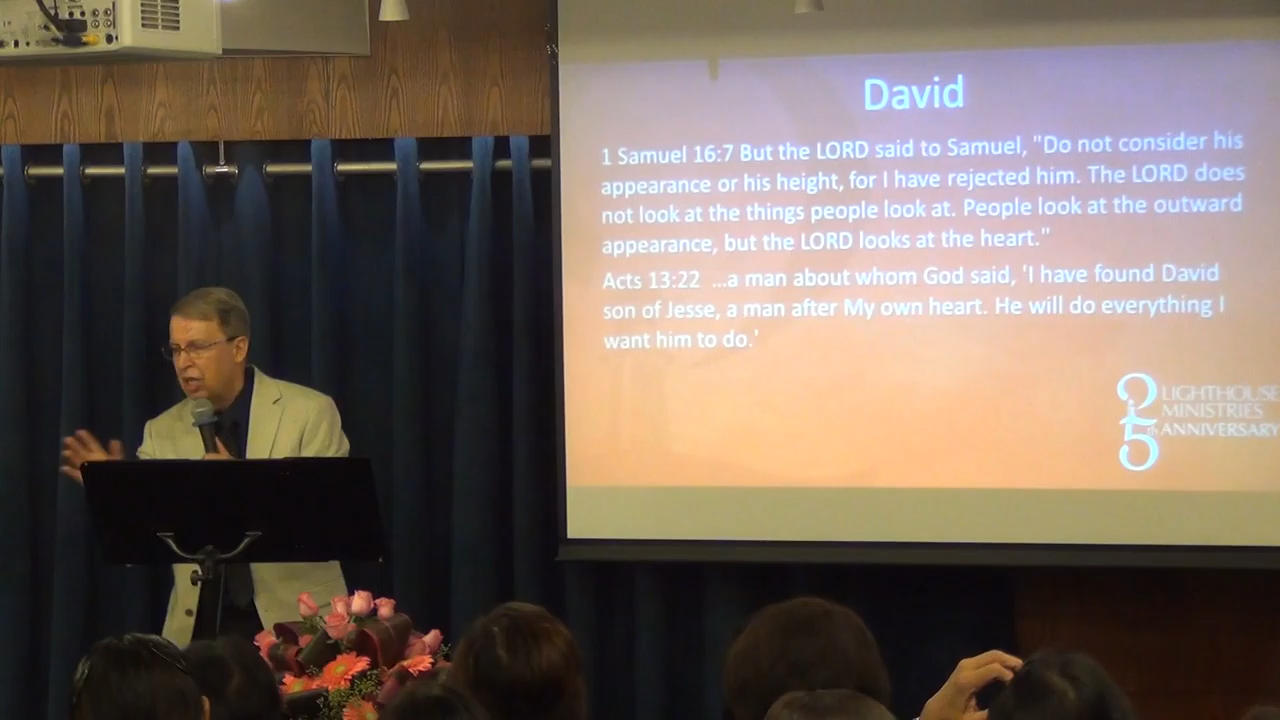 David
1 Samuel 16:7 But the LORD said to Samuel, "Do not consider his
appearance or his height, for I have rejected him. The LORD does
not look at the things people look at. People look at the outward
appearance, but the LORD looks at the heart."
Acts 13:22 ...a man about whom God said, 'I have found David
son of Jesse, a man after My own heart. He will do everything I
want him to do.'
25th
LIGHTHOUSE
MINISTRIES
ANNIVERSARY